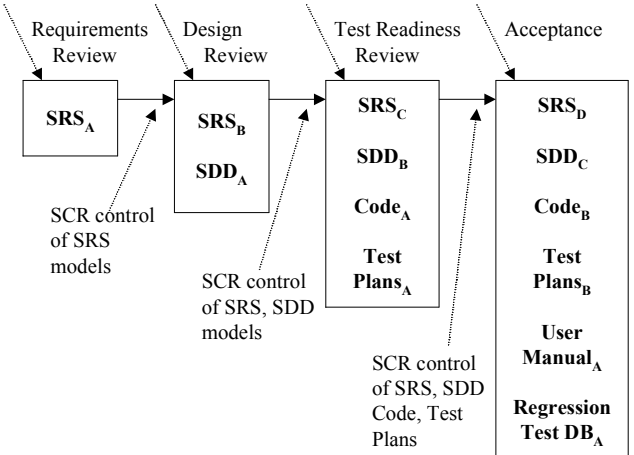 Requirements
Review
Design
Review
Test Readiness
Review
Acceptance
SRSA
SRSB
SDDA
SRSC
SDDB
CodeA
Test
PlansA
SRSD
SDDC
CodeB
Test
PlansB
User
ManualA
Regression
Test DBA
SCR control
of SRS
models
SCR control
of SRS, SDD
models
SCR control
of SRS, SDD
Code, Test
Plans